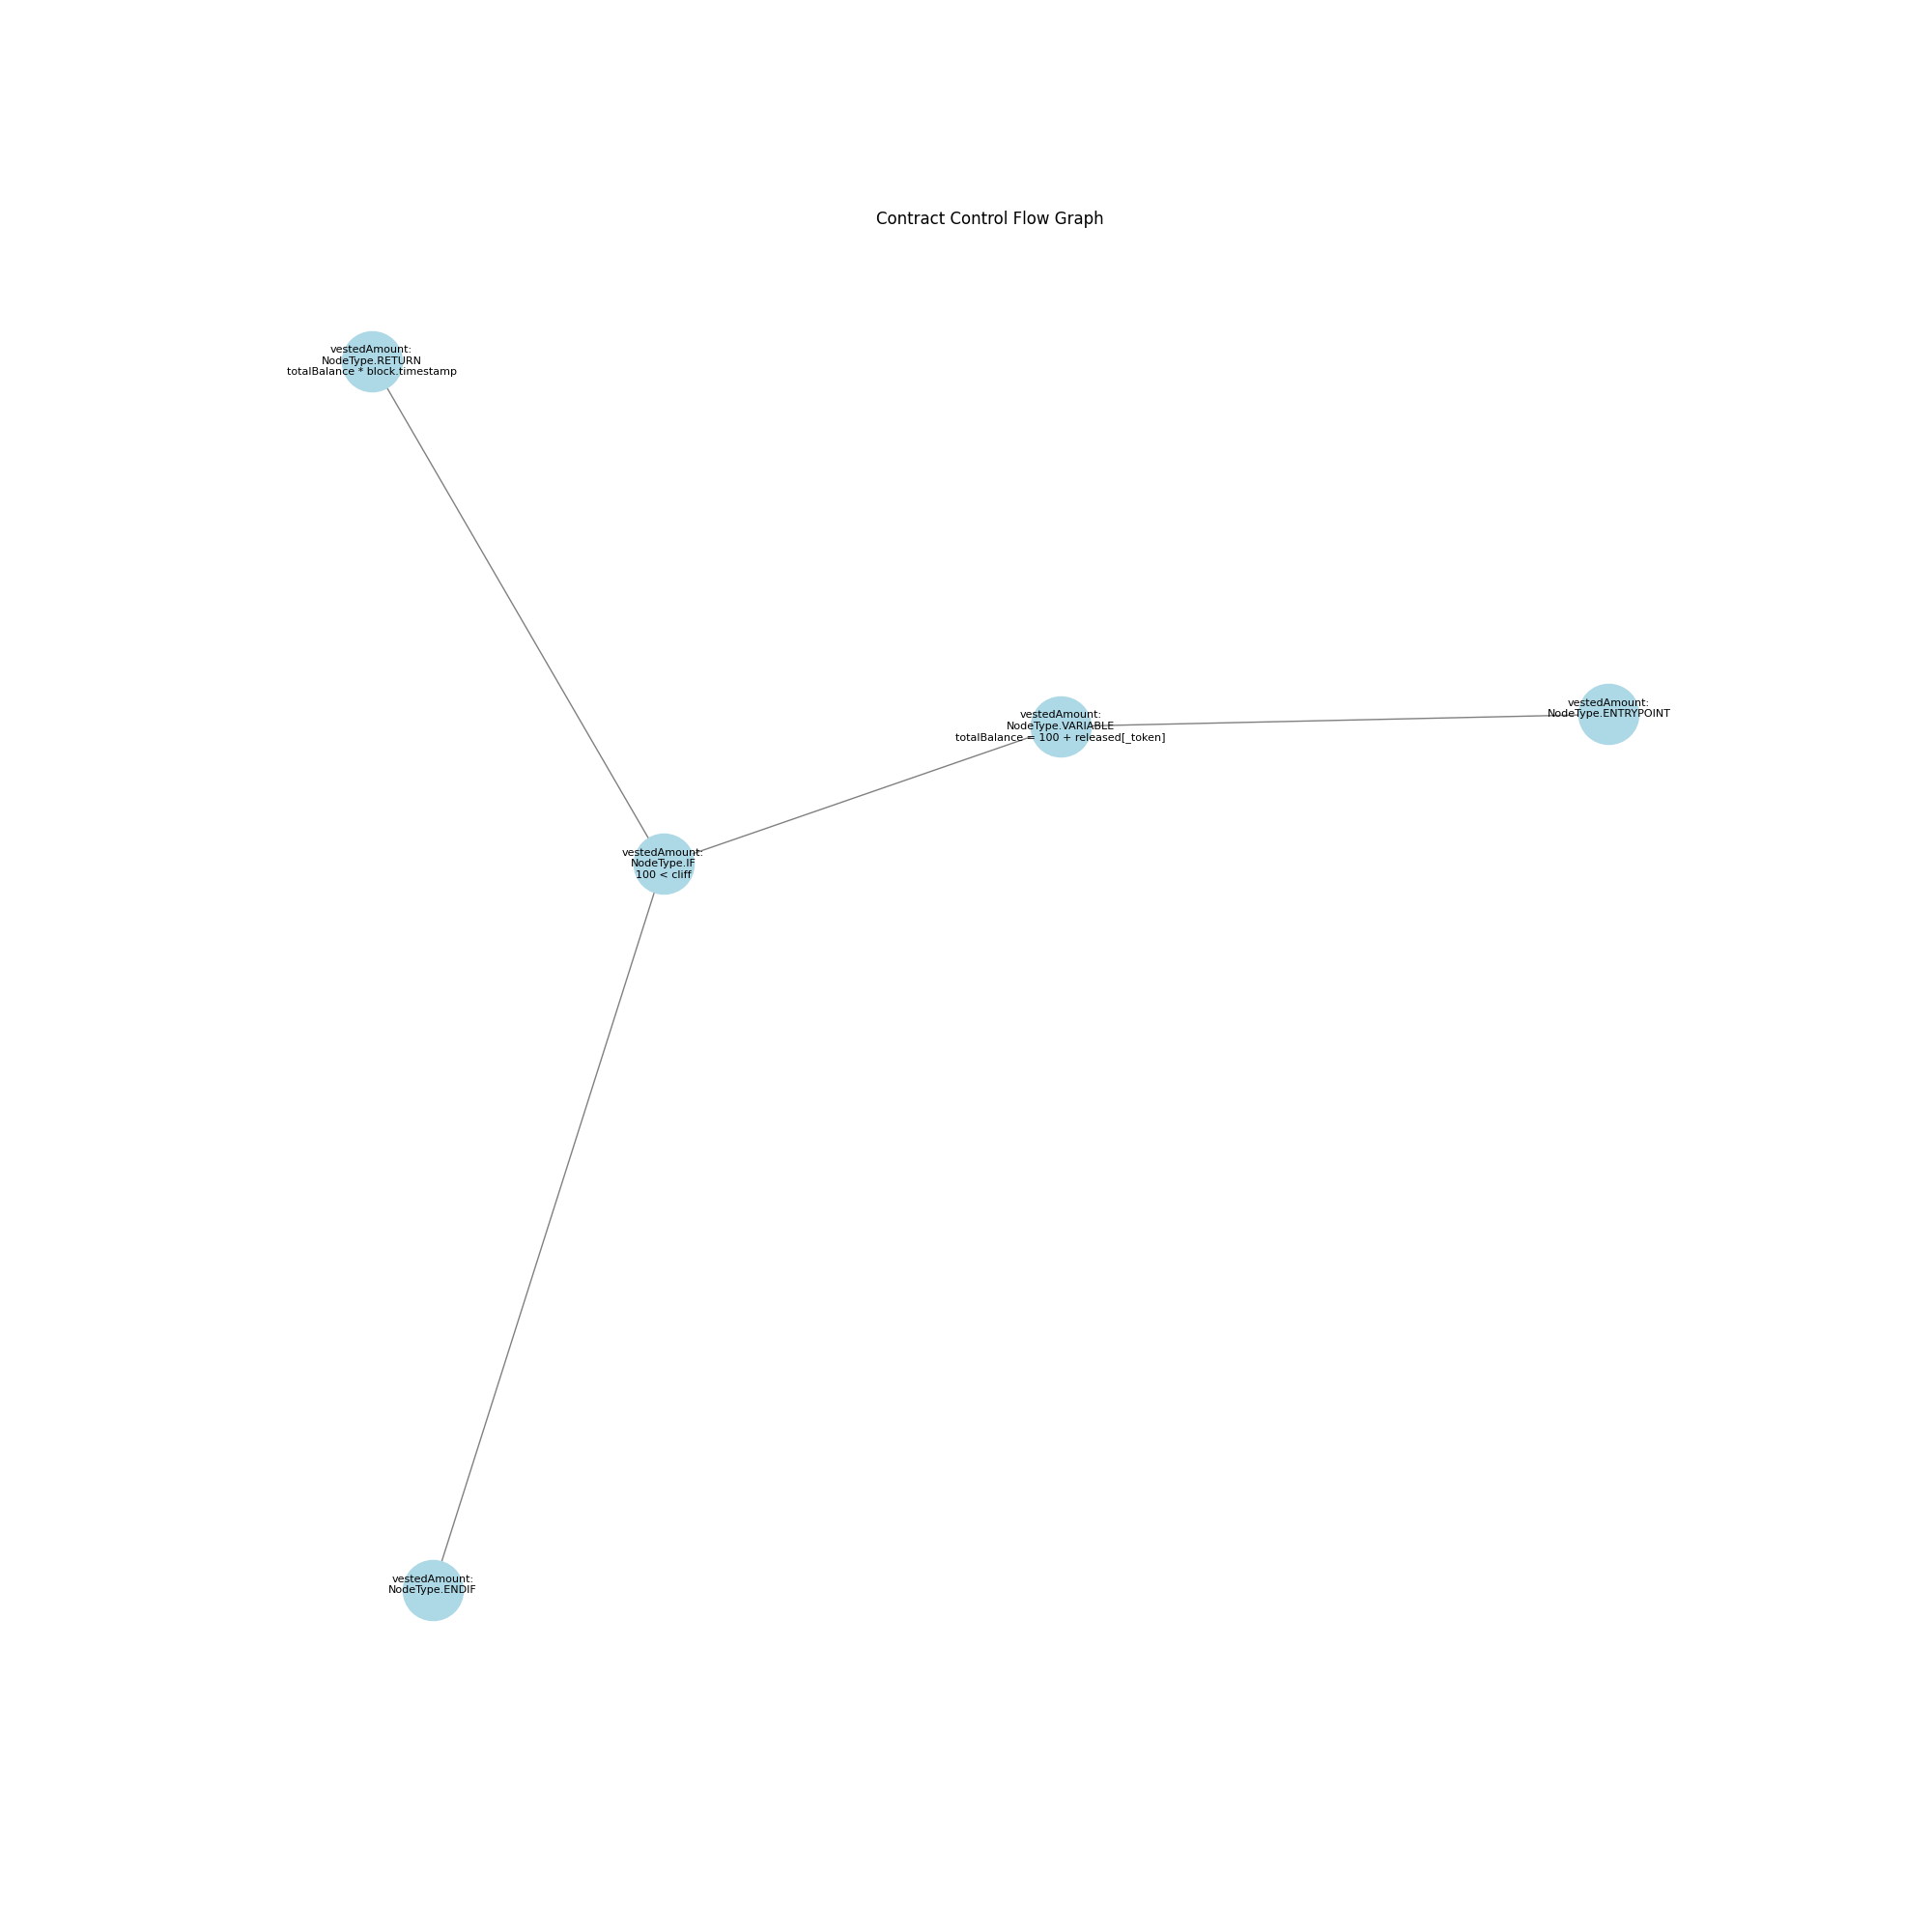 Contract Control Flow Graph
vestedAmount:
NodeType.RETURN
totalBalance * block.timestamp
vestedAmount:
NodeType.ENTRYPOINT
vestedAmount:
NodeType.VARIABLE
totalBalance = 100 + released[_token]
vestedAmount:
NodeType.IF
100 < cliff
vestedAmount:
NodeType.ENDIF